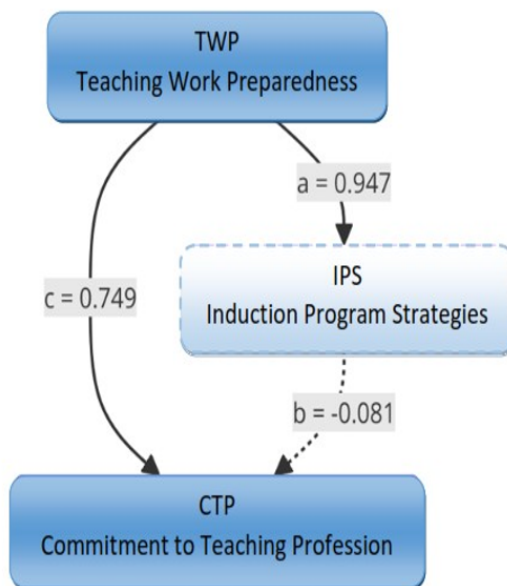 TWP
Teaching Work Preparedness
a = 0.947
IPS
Induction Program Strategies
c = 0.749
b = -0.081
CTP
Commitment to Teaching Profession